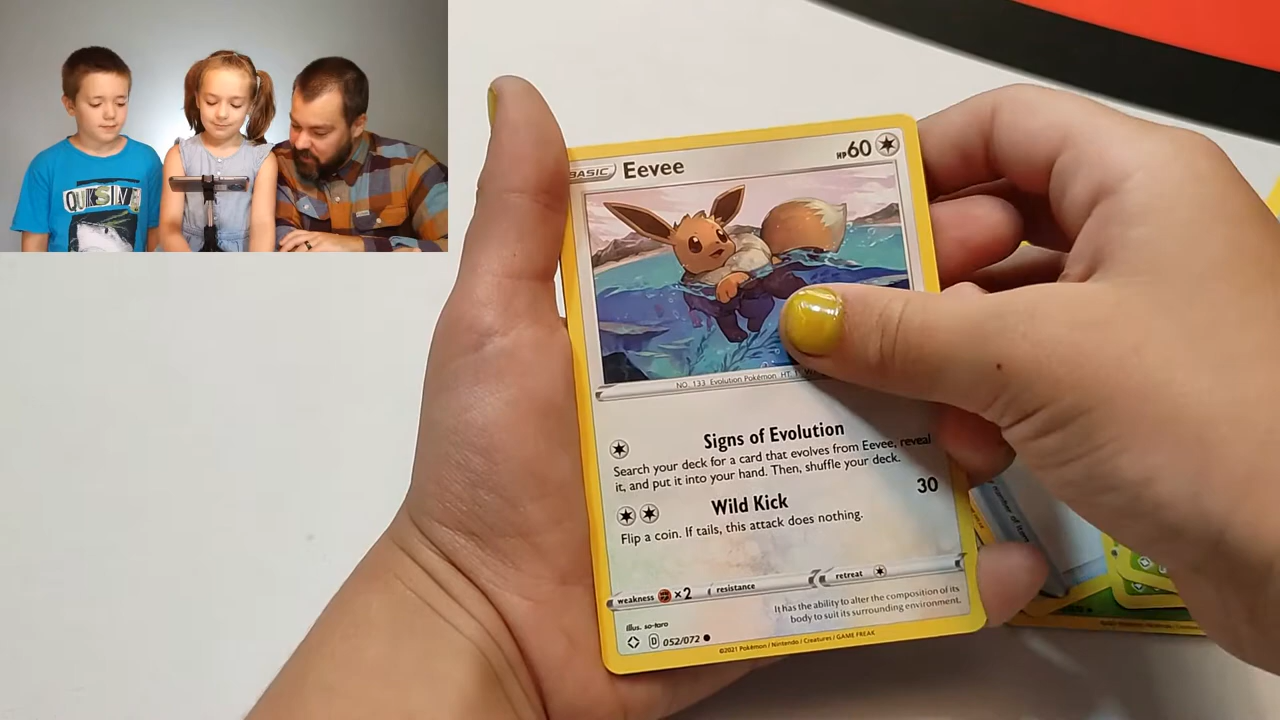 QUIKSILVE
BASIC Eevee HP60
NO. 133 Evolution Pokémon HT: 1'
Signs of Evolution
Search your deck for a card that evolves from Eevee, reveal
it, and put it into your hand. Then, shuffle your deck.
Wild Kick 30
Flip a coin. If tails, this attack does nothing.
weakness ×2 resistance retreat
It has the ability to alter the composition of its
body to suit its surrounding environment.
Illus. so-taro
D 052/072
©2021 Pokémon / Nintendo / Creatures / GAME FREAK